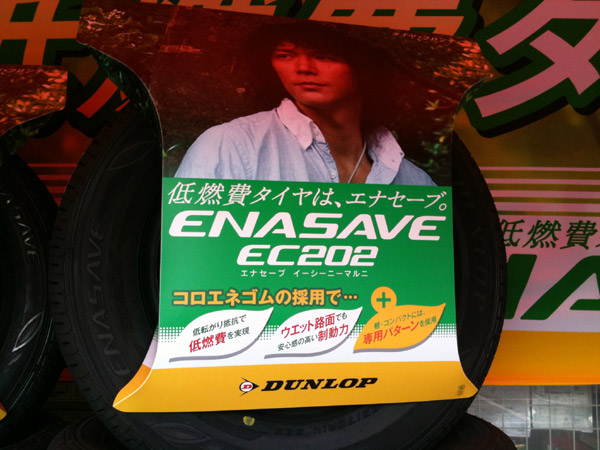 低燃費タイヤは、エナセーブ。
ENASAVE
EC202
エナセーブ イーシーニーマルニ
コロエネゴムの採用で…
低転がり抵抗で
低燃費を実現
ウエット路面でも
安心感の高い制動力
+
軽・コンパクトには、
専用パターンを採用
DUNLOP
ENASAVE
低燃費